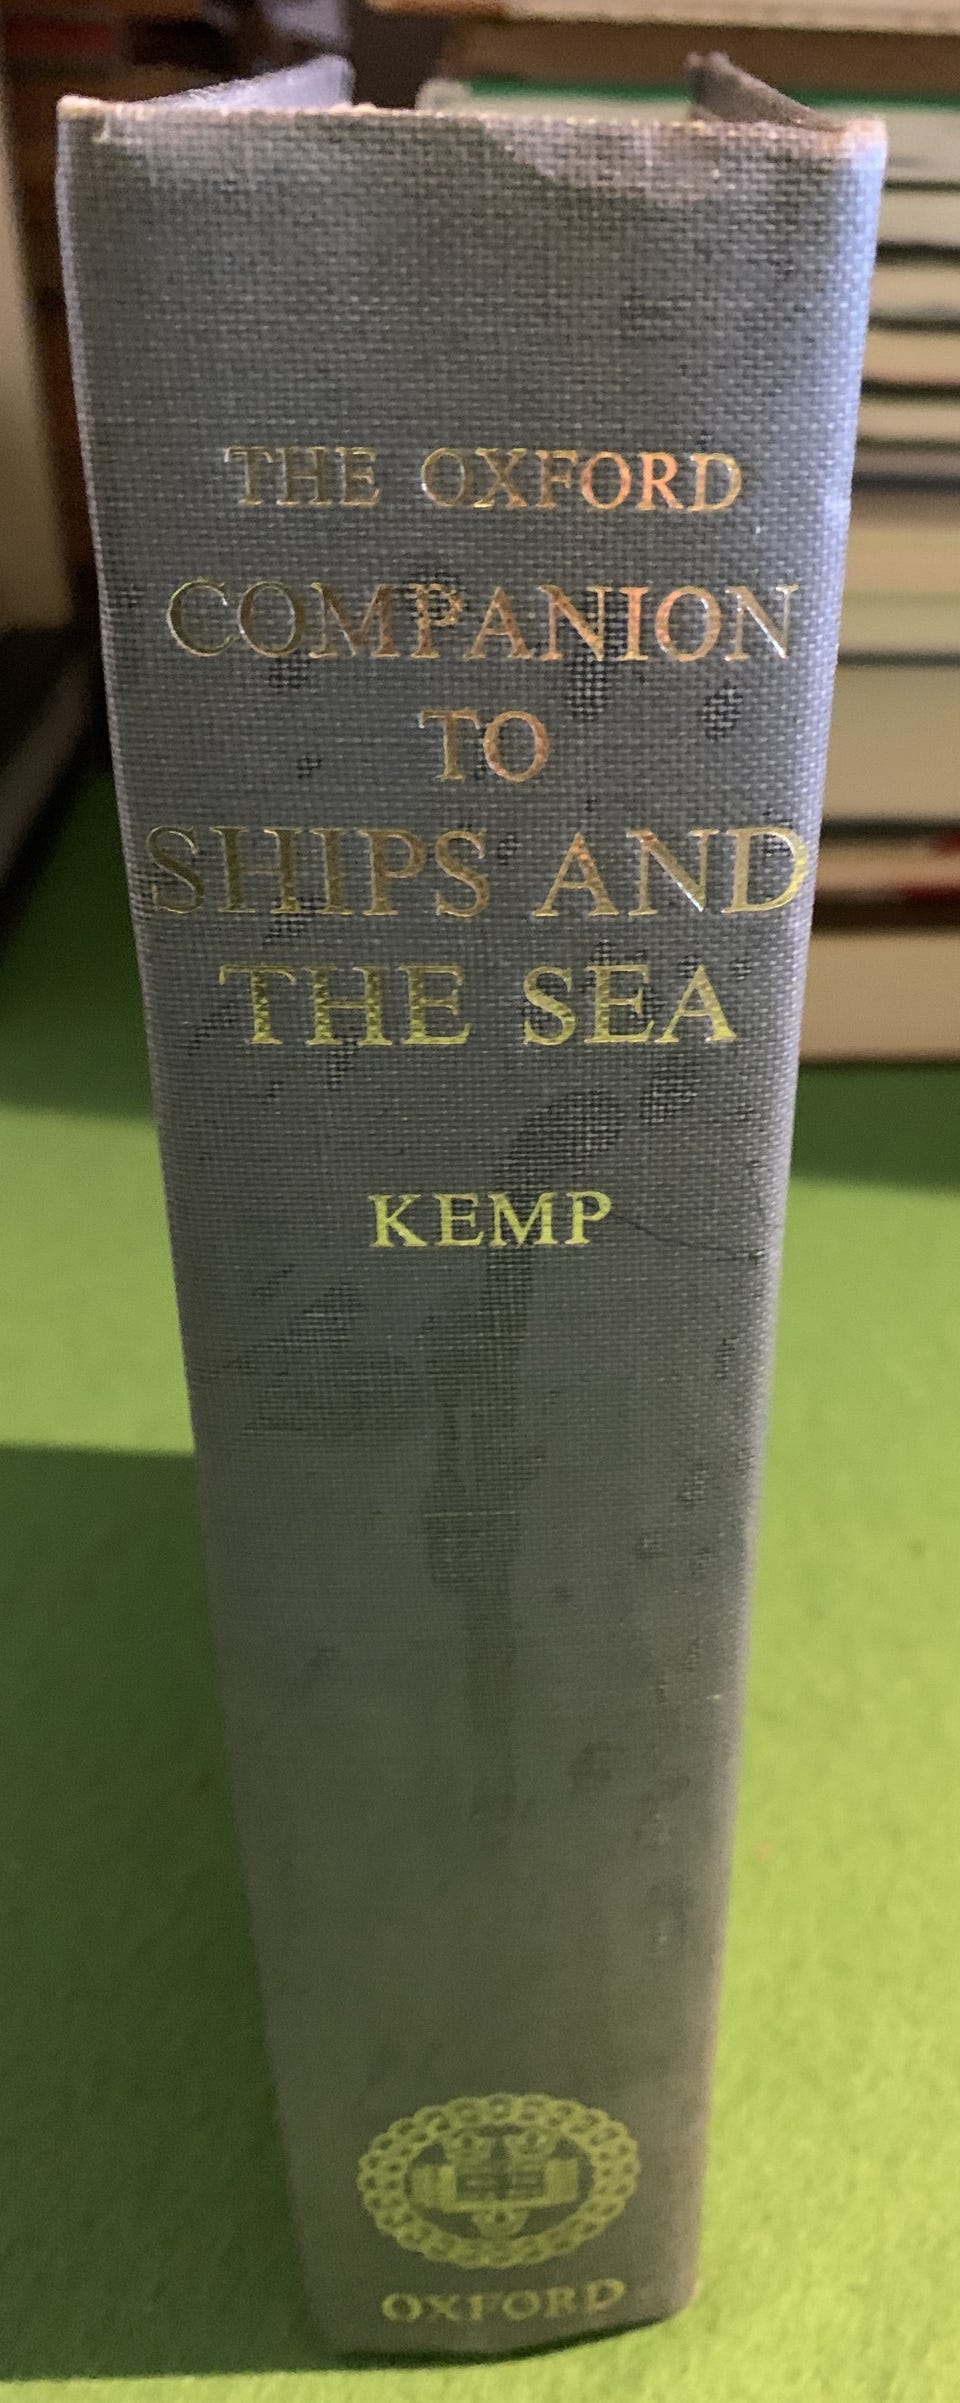 THE OXFORD
COMPANION
TO
SHIPS AND
THE SEA
KEMP
OXFORD